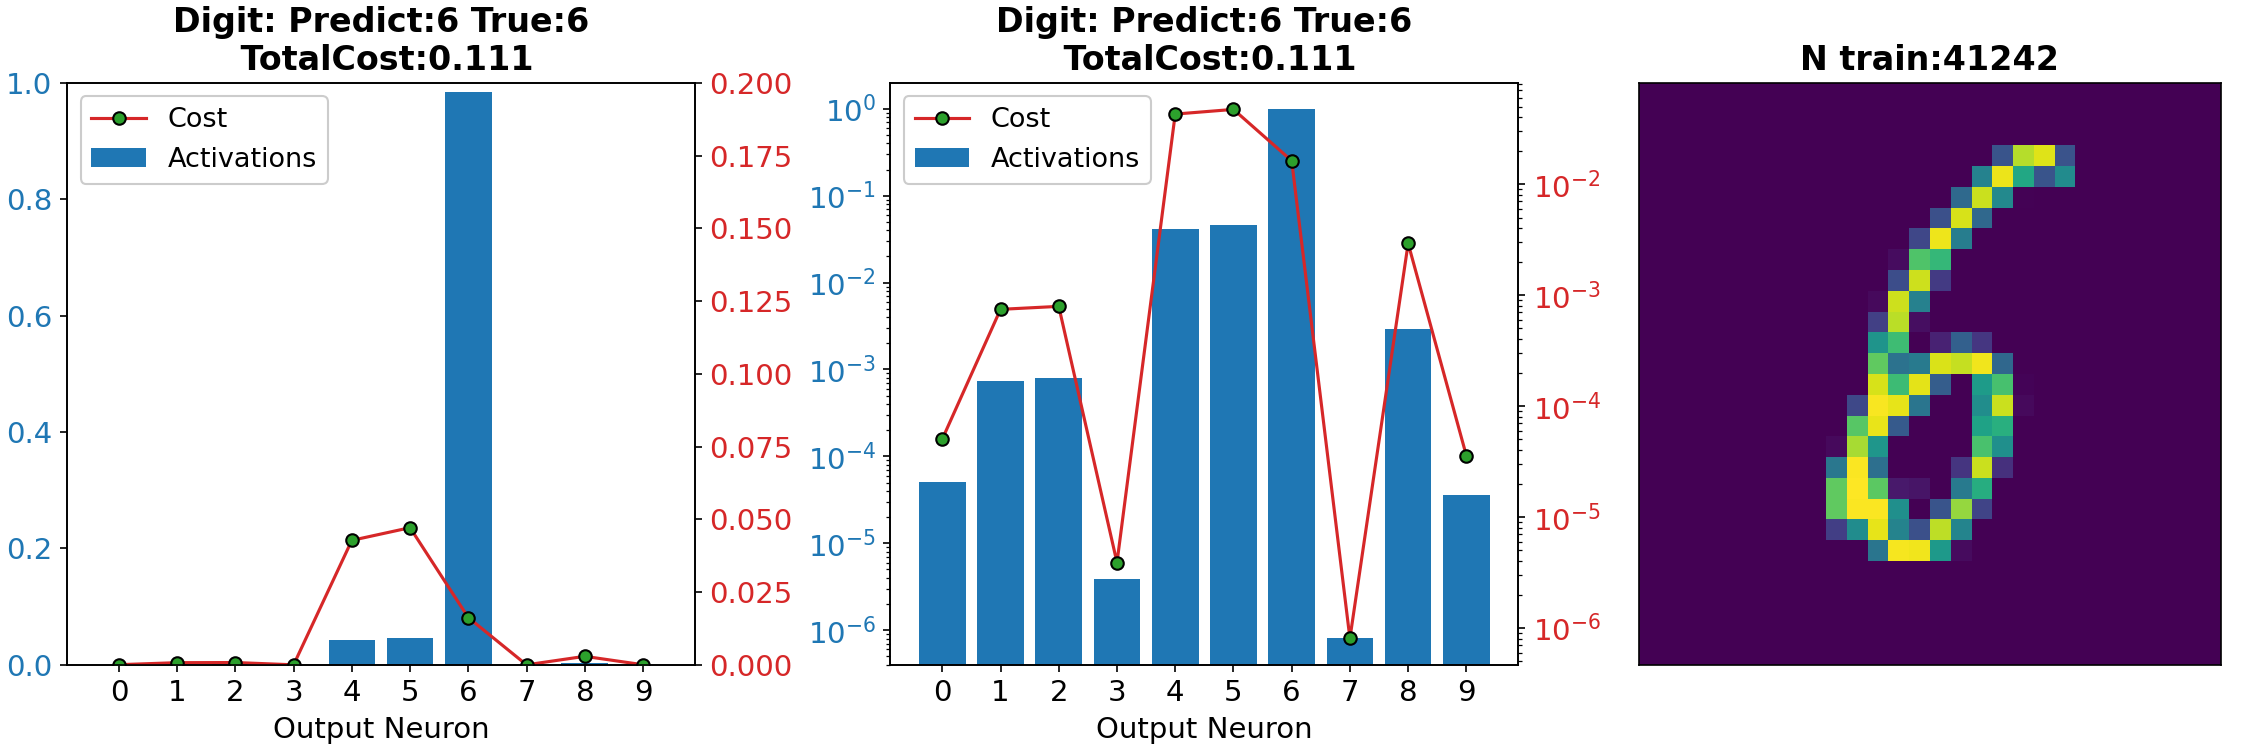 Digit: Predict:6 True:6
TotalCost:0.111
1.0
0.8
0.6
0.4
0.2
0.0
Cost
Activations
0.200
0.175
0.150
0.125
0.100
0.075
0.050
0.025
0.000
0 1 2 3 4 5 6 7 8 9
Output Neuron
Digit: Predict:6 True:6
TotalCost:0.111
10⁰
10⁻¹
10⁻²
10⁻³
10⁻⁴
10⁻⁵
10⁻⁶
Cost
Activations
10⁻²
10⁻³
10⁻⁴
10⁻⁵
10⁻⁶
0 1 2 3 4 5 6 7 8 9
Output Neuron
N train:41242
6